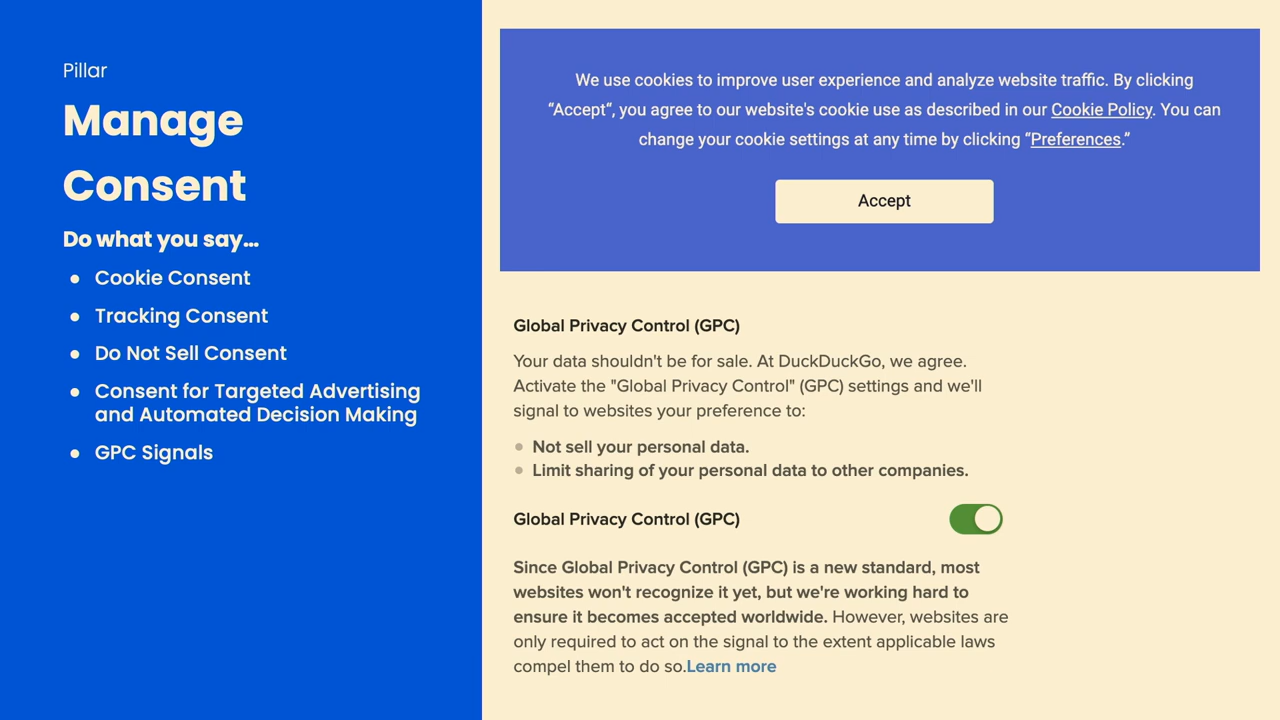 Pillar
Manage
Consent
Do what you say...
● Cookie Consent
● Tracking Consent
● Do Not Sell Consent
● Consent for Targeted Advertising
and Automated Decision Making
● GPC Signals
We use cookies to improve user experience and analyze website traffic. By clicking
“Accept“, you agree to our website's cookie use as described in our Cookie Policy. You can
change your cookie settings at any time by clicking “Preferences.”
Accept
Global Privacy Control (GPC)
Your data shouldn't be for sale. At DuckDuckGo, we agree.
Activate the "Global Privacy Control" (GPC) settings and we'll
signal to websites your preference to:
● Not sell your personal data.
● Limit sharing of your personal data to other companies.
Global Privacy Control (GPC)
Since Global Privacy Control (GPC) is a new standard, most
websites won't recognize it yet, but we're working hard to
ensure it becomes accepted worldwide. However, websites are
only required to act on the signal to the extent applicable laws
compel them to do so.Learn more